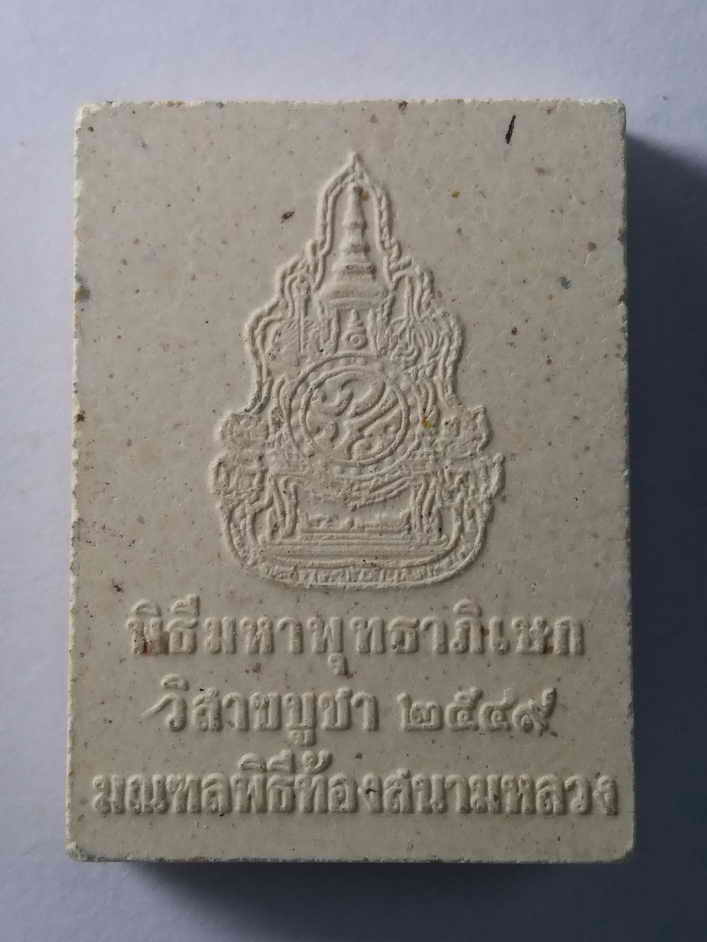 พิธีมหาพุทธาภิเษก
วิสาขบูชา ๒๕๔๙
มณฑลพิธีท้องสนามหลวง